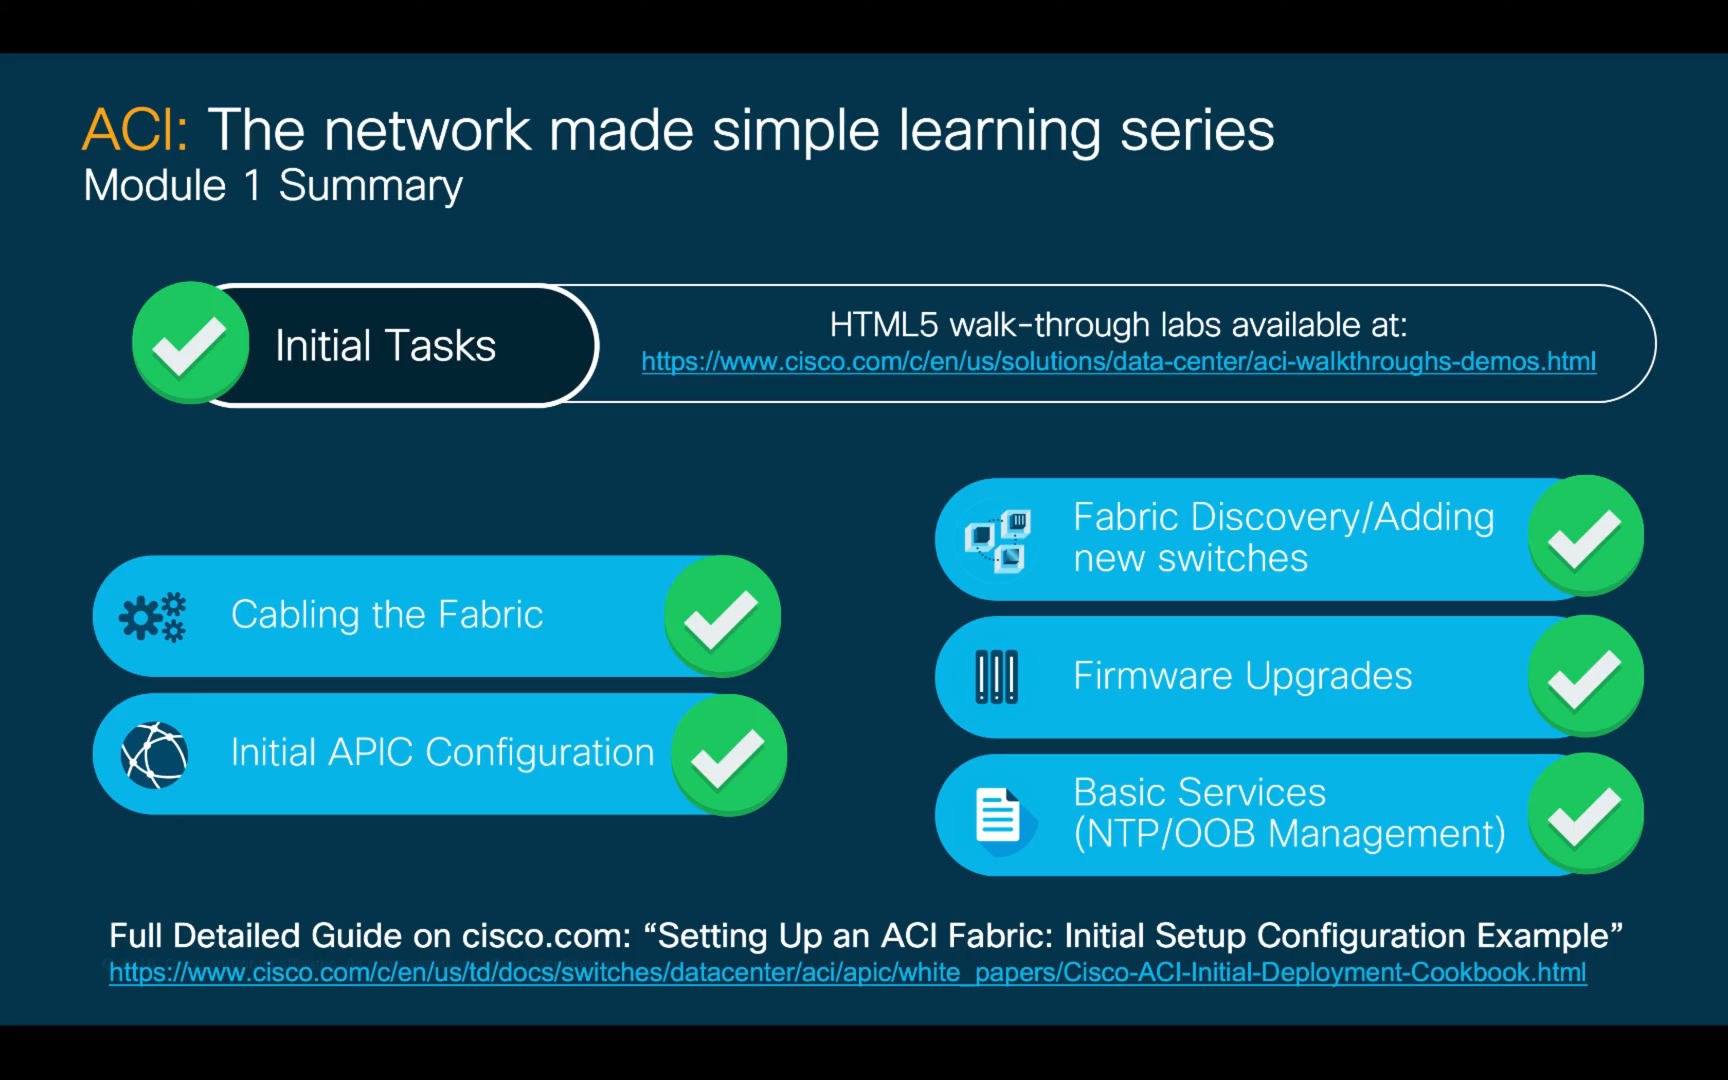 ACI: The network made simple learning series
Module 1 Summary
Initial Tasks
HTML5 walk-through labs available at:
https://www.cisco.com/c/en/us/solutions/data-center/aci-walkthroughs-demos.html
Cabling the Fabric
Initial APIC Configuration
Fabric Discovery/Adding
new switches
Firmware Upgrades
Basic Services
(NTP/OOB Management)
Full Detailed Guide on cisco.com: “Setting Up an ACI Fabric: Initial Setup Configuration Example”
https://www.cisco.com/c/en/us/td/docs/switches/datacenter/aci/apic/white_papers/Cisco-ACI-Initial-Deployment-Cookbook.html